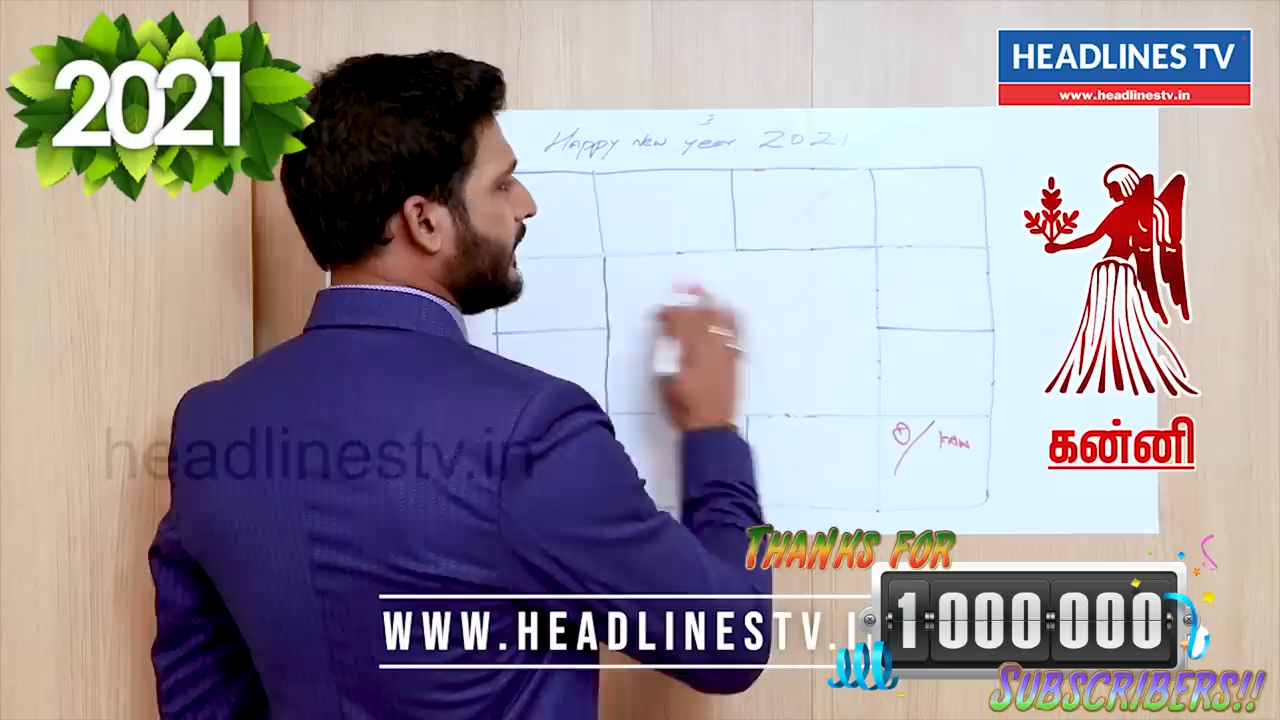 2021
HEADLINES TV
www.headlinestv.in
Happy New year 2021
கன்னி
headlinestv.in
THANKS FOR
WWW.HEADLINESTV.I
1 000 000
SUBSCRIBERS!!